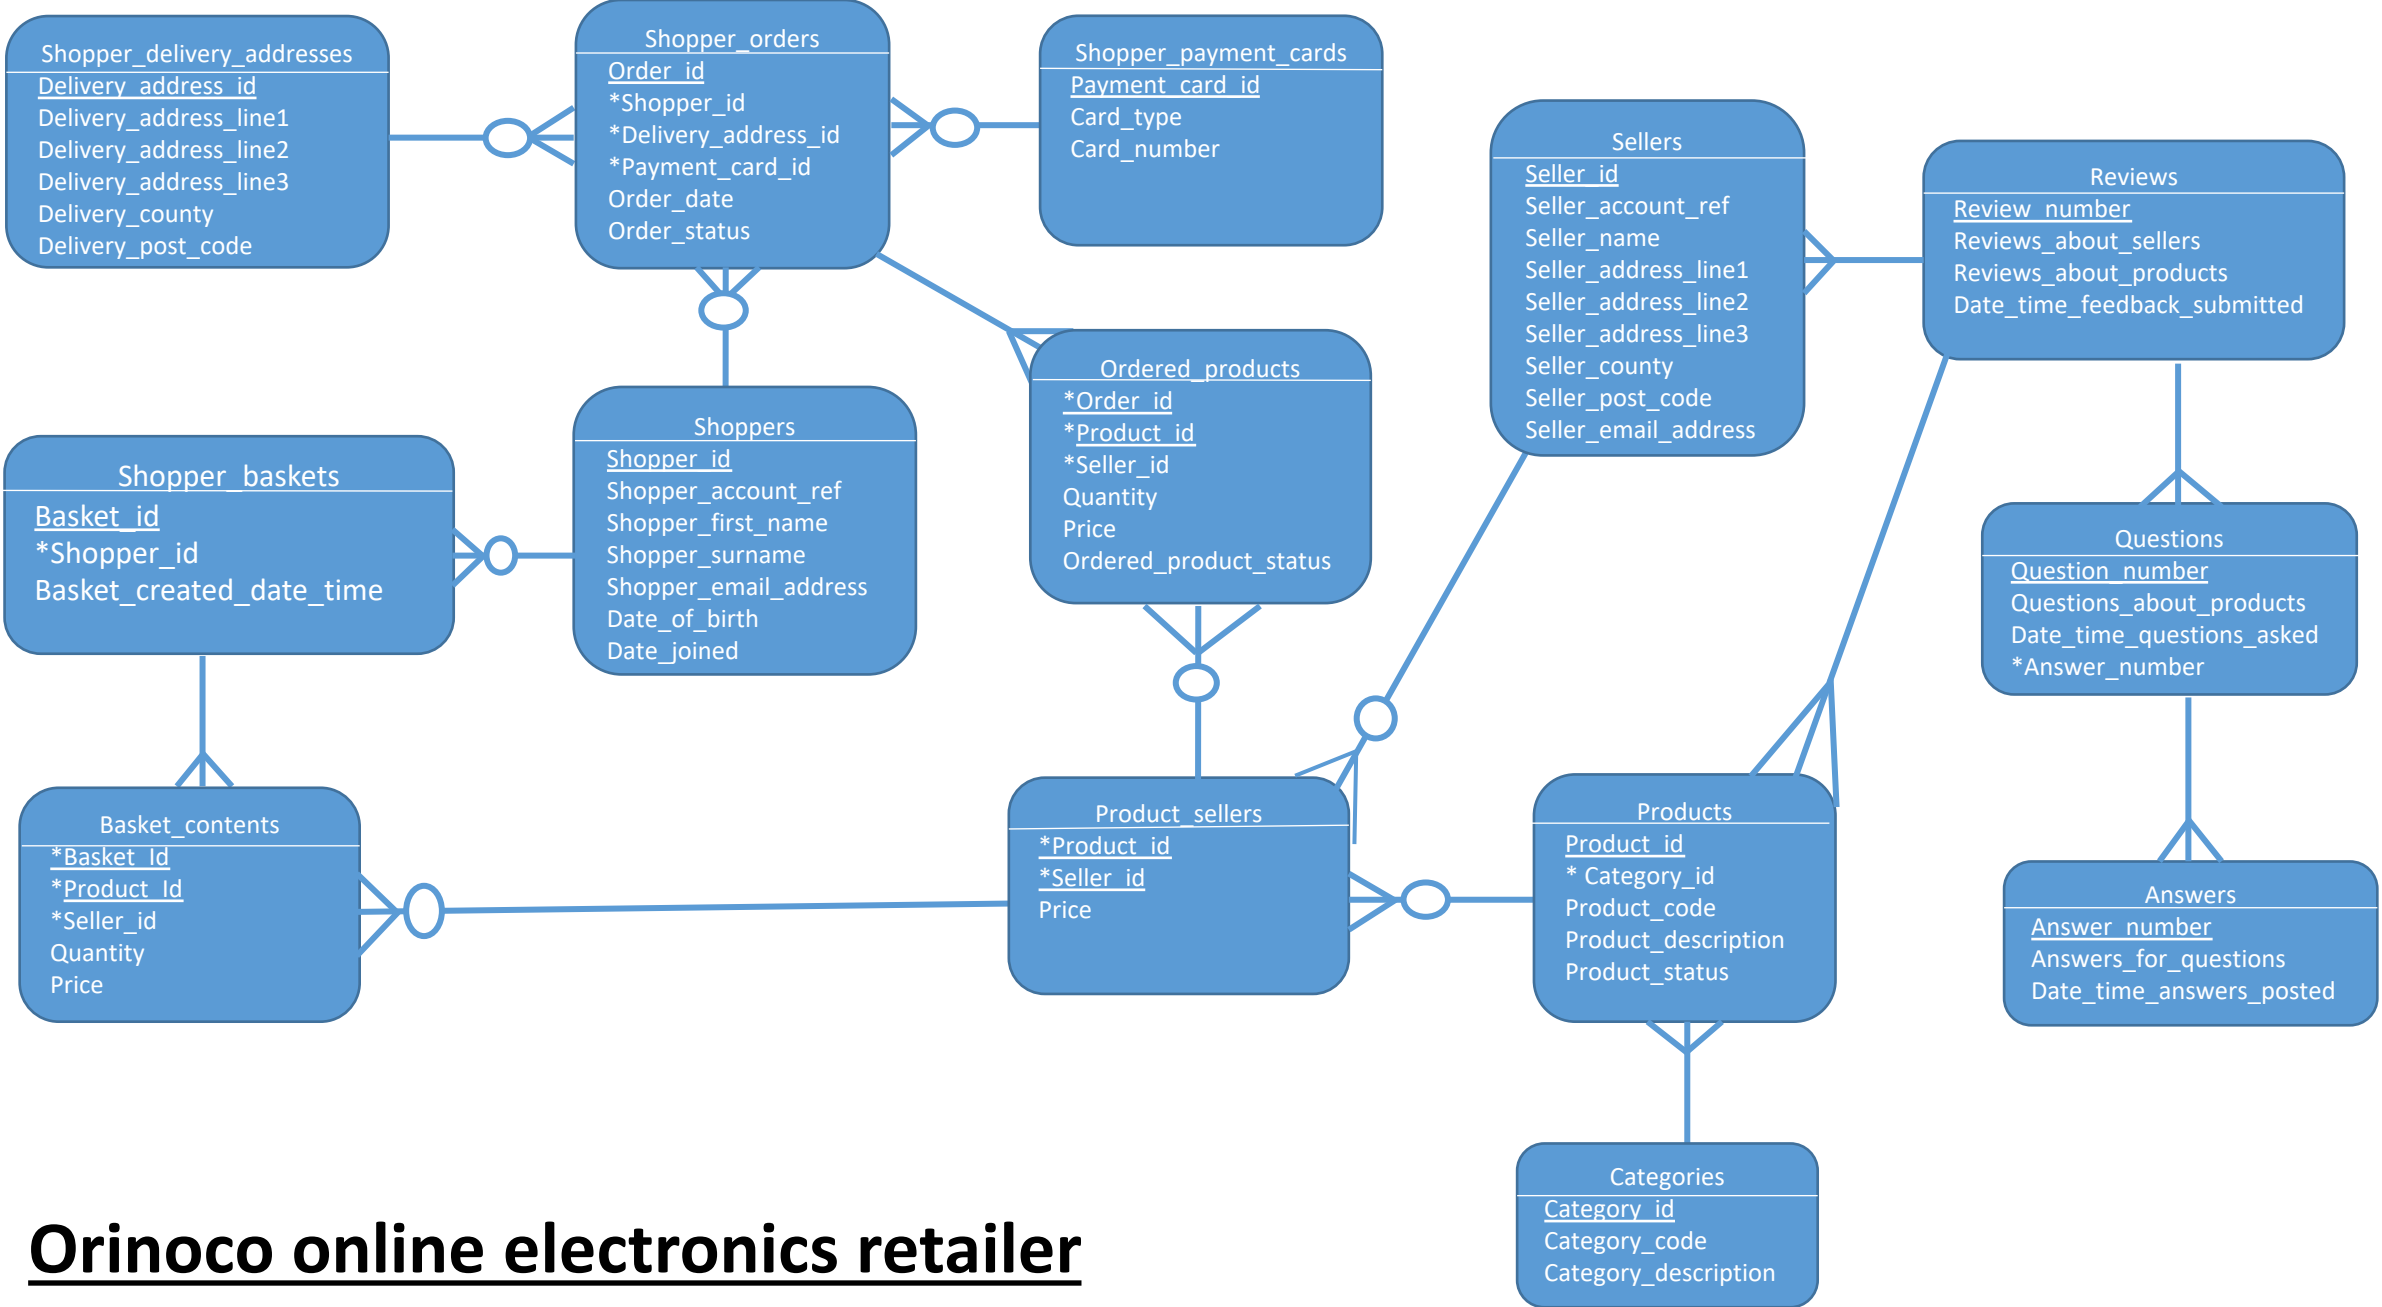 Shopper_delivery_addresses
Delivery_address_id
Delivery_address_line1
Delivery_address_line2
Delivery_address_line3
Delivery_county
Delivery_post_code
Shopper_orders
Order_id
*Shopper_id
*Delivery_address_id
*Payment_card_id
Order_date
Order_status
Shopper_payment_cards
Payment_card_id
Card_type
Card_number
Sellers
Seller_id
Seller_account_ref
Seller_name
Seller_address_line1
Seller_address_line2
Seller_address_line3
Seller_county
Seller_post_code
Seller_email_address
Reviews
Review_number
Reviews_about_sellers
Reviews_about_products
Date_time_feedback_submitted
Shopper_baskets
Basket_id
*Shopper_id
Basket_created_date_time
Shoppers
Shopper_id
Shopper_account_ref
Shopper_first_name
Shopper_surname
Shopper_email_address
Date_of_birth
Date_joined
Ordered_products
*Order_id
*Product_id
*Seller_id
Quantity
Price
Ordered_product_status
Questions
Question_number
Questions_about_products
Date_time_questions_asked
*Answer_number
Basket_contents
*Basket_Id
*Product_Id
*Seller_id
Quantity
Price
Product_sellers
*Product_id
*Seller_id
Price
Products
Product_id
* Category_id
Product_code
Product_description
Product_status
Answers
Answer_number
Answers_for_questions
Date_time_answers_posted
Categories
Category_id
Category_code
Category_description
Orinoco online electronics retailer